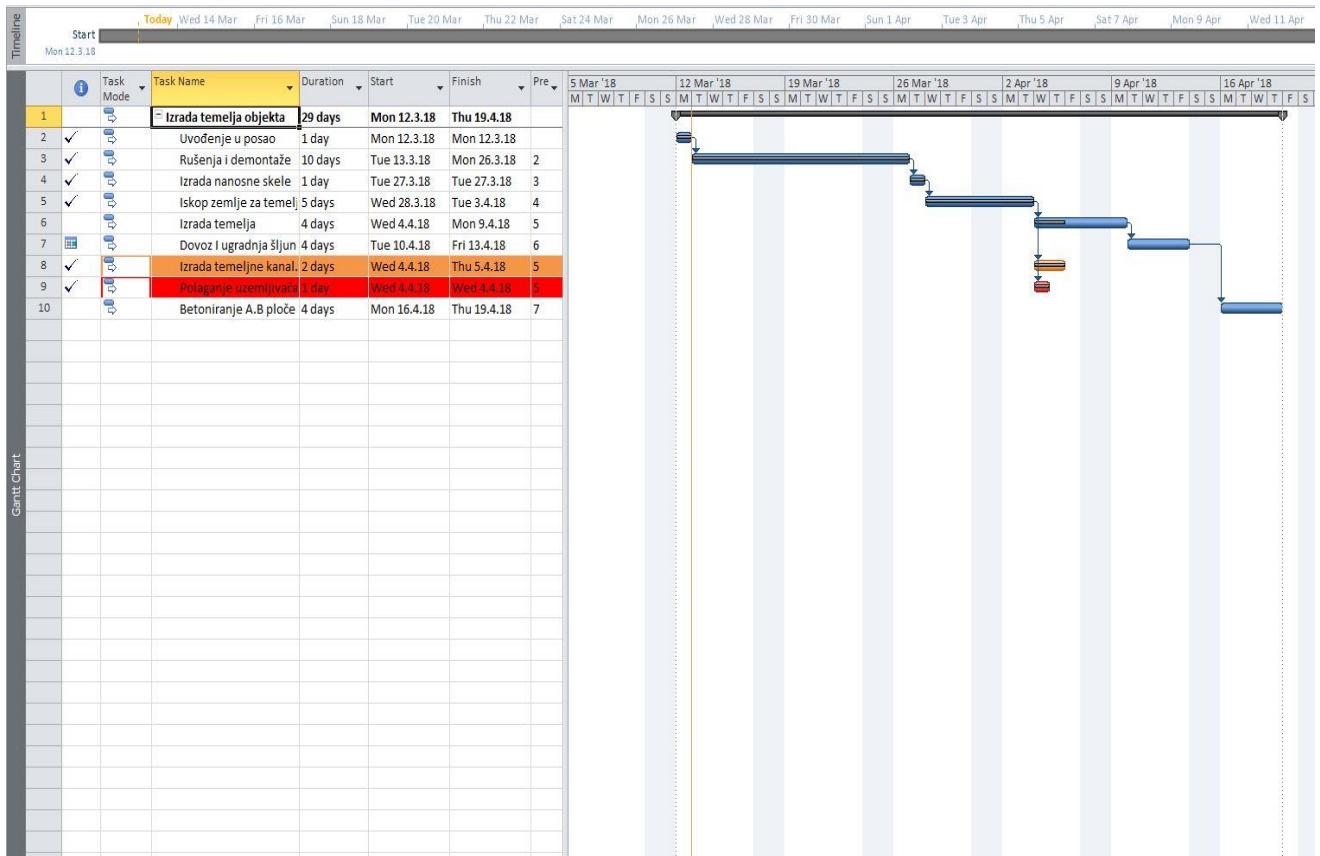 Timeline
Today Wed 14 Mar Fri 16 Mar Sun 18 Mar Tue 20 Mar Thu 22 Mar Sat 24 Mar Mon 26 Mar Wed 28 Mar Fri 30 Mar Sun 1 Apr Tue 3 Apr Thu 5 Apr Sat 7 Apr Mon 9 Apr Wed 11 Apr
Start
Mon 12.3.18
Task Mode Task Name Duration Start Finish Pre 5 Mar '18 12 Mar '18 19 Mar '18 26 Mar '18 2 Apr '18 9 Apr '18 16 Apr '18
M T W T F S S M T W T F S S M T W T F S S M T W T F S S M T W T F S S M T W T F S S M T W T F S
1 Izrada temelja objekta 29 days Mon 12.3.18 Thu 19.4.18
2 Uvođenje u posao 1 day Mon 12.3.18 Mon 12.3.18
3 Rušenja i demontaže 10 days Tue 13.3.18 Mon 26.3.18 2
4 Izrada nanosne skele 1 day Tue 27.3.18 Tue 27.3.18 3
5 Iskop zemlje za temelj 5 days Wed 28.3.18 Tue 3.4.18 4
6 Izrada temelja 4 days Wed 4.4.18 Mon 9.4.18 5
7 Dovoz I ugradnja šljun 4 days Tue 10.4.18 Fri 13.4.18 6
8 Izrada temeljne kanal. 2 days Wed 4.4.18 Thu 5.4.18 5
9 Polaganje uzemljivača 1 day Wed 4.4.18 Wed 4.4.18 5
10 Betoniranje A.B ploče 4 days Mon 16.4.18 Thu 19.4.18 7
Gantt Chart